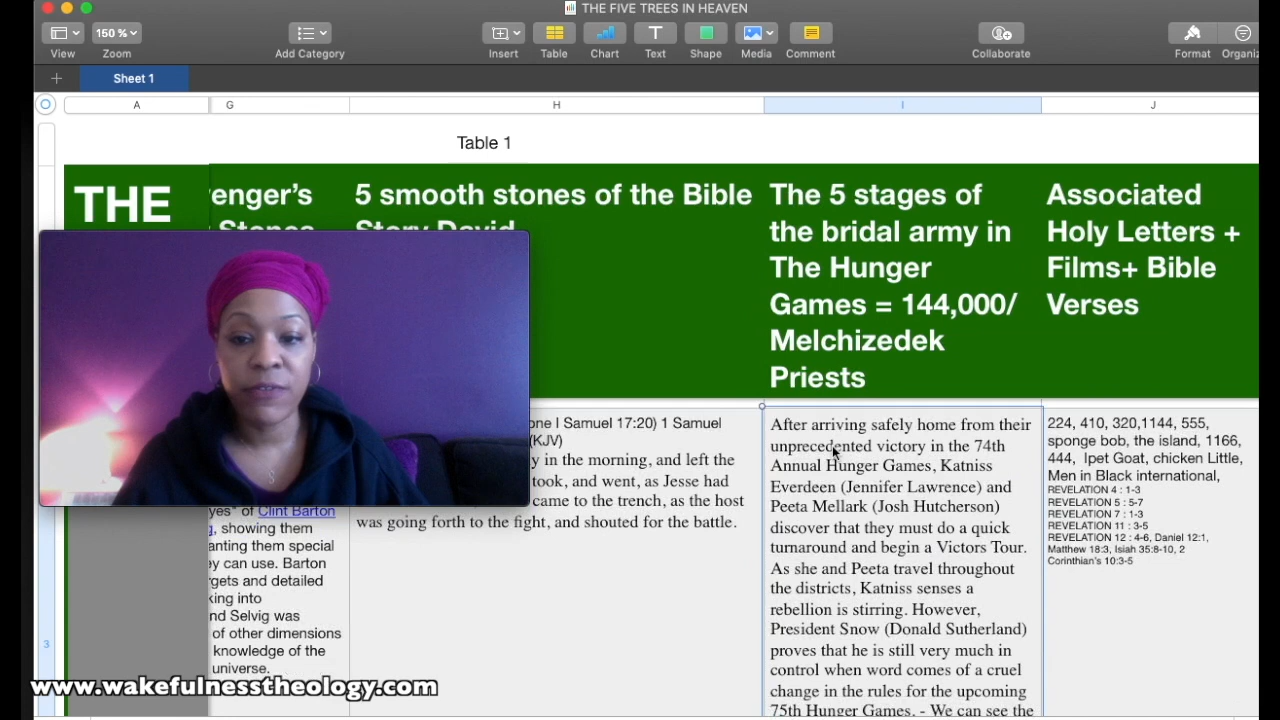 THE FIVE TREES IN HEAVEN
150 %
View
Zoom
Add Category
Insert
Table
Chart
Text
Shape
Media
Comment
Collaborate
Format
Organiz
Sheet 1
A
G
H
I
J
Table 1
THE
enger's
Stones
5 smooth stones of the Bible
Story David
The 5 stages of
the bridal army in
The Hunger
Games = 144,000/
Melchizedek
Priests
Associated
Holy Letters +
Films+ Bible
Verses
3
yes" of Clint Barton
g, showing them
anting them special
ey can use. Barton
rgets and detailed
king into
nd Selvig was
of other dimensions
knowledge of the
universe.
one I Samuel 17:20) 1 Samuel
(KJV)
y in the morning, and left the
took, and went, as Jesse had
came to the trench, as the host
was going forth to the fight, and shouted for the battle.
After arriving safely home from their
unprecedented victory in the 74th
Annual Hunger Games, Katniss
Everdeen (Jennifer Lawrence) and
Peeta Mellark (Josh Hutcherson)
discover that they must do a quick
turnaround and begin a Victors Tour.
As she and Peeta travel throughout
the districts, Katniss senses a
rebellion is stirring. However,
President Snow (Donald Sutherland)
proves that he is still very much in
control when word comes of a cruel
change in the rules for the upcoming
75th Hunger Games. - We can see the
224, 410, 320,1144, 555,
sponge bob, the island, 1166,
444, Ipet Goat, chicken Little,
Men in Black international,
REVELATION 4 : 1-3
REVELATION 5 : 5-7
REVELATION 7 : 1-3
REVELATION 11 : 3-5
REVELATION 12 : 4-6, Daniel 12:1,
Matthew 18:3, Isiah 35:8-10, 2
Corinthian's 10:3-5
www.wakefulnesstheology.com